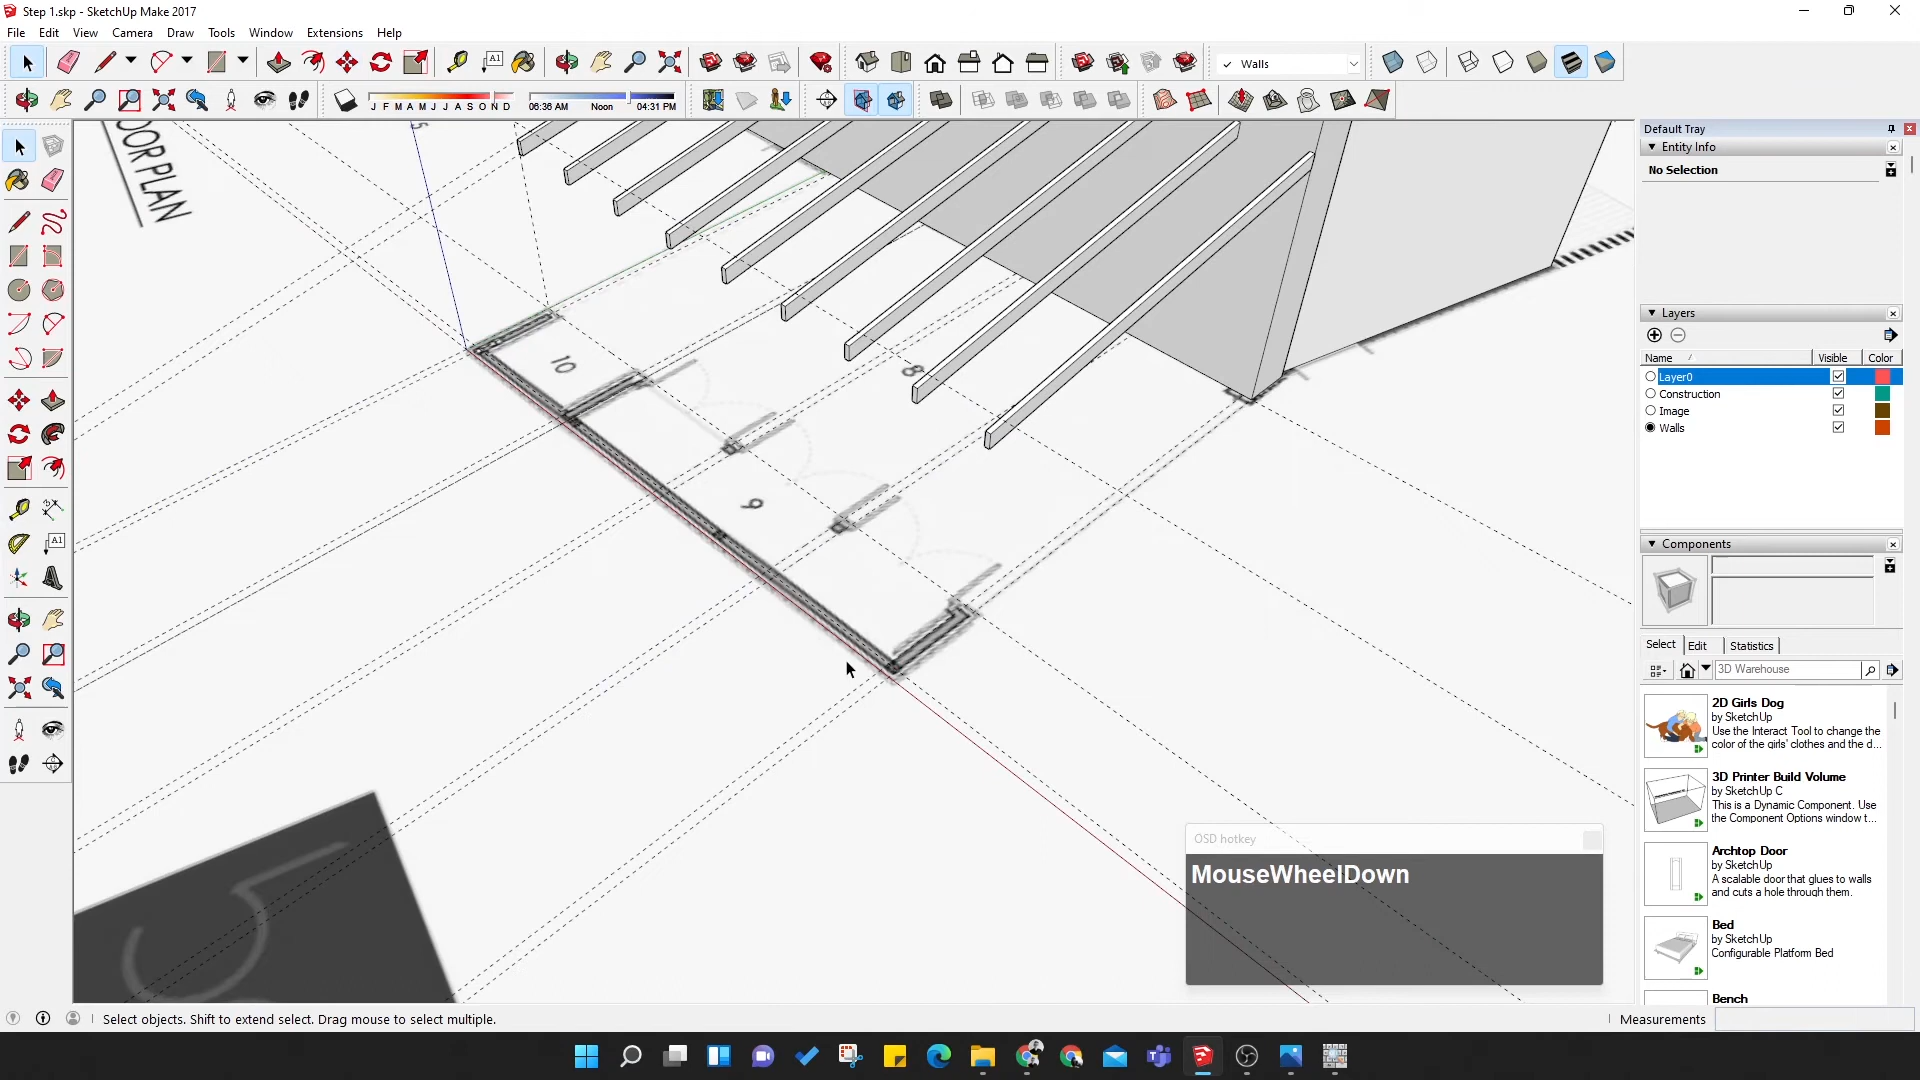 Step 1.skp - SketchUp Make 2017
File Edit View Camera Draw Tools Window Extensions Help
A1
Walls
J F M A M J J A S O N D
06:36 AM Noon 04:31 PM
OOR PLAN
10
8
9
A1
Default Tray
Entity Info
No Selection
Layers
Name Visible Color
Layer0
Construction
Image
Walls
Components
Select Edit Statistics
3D Warehouse
2D Girls Dog
by SketchUp
Use the Interact Tool to change the
color of the girls' clothes and the d...
3D Printer Build Volume
by SketchUp C
This is a Dynamic Component. Use
the Component Options window t...
Archtop Door
by SketchUp
A scalable door that glues to walls
and cuts a hole through them.
Bed
by SketchUp
Configurable Platform Bed
Bench
OSD hotkey
MouseWheelDown
Select objects. Shift to extend select. Drag mouse to select multiple.
Measurements